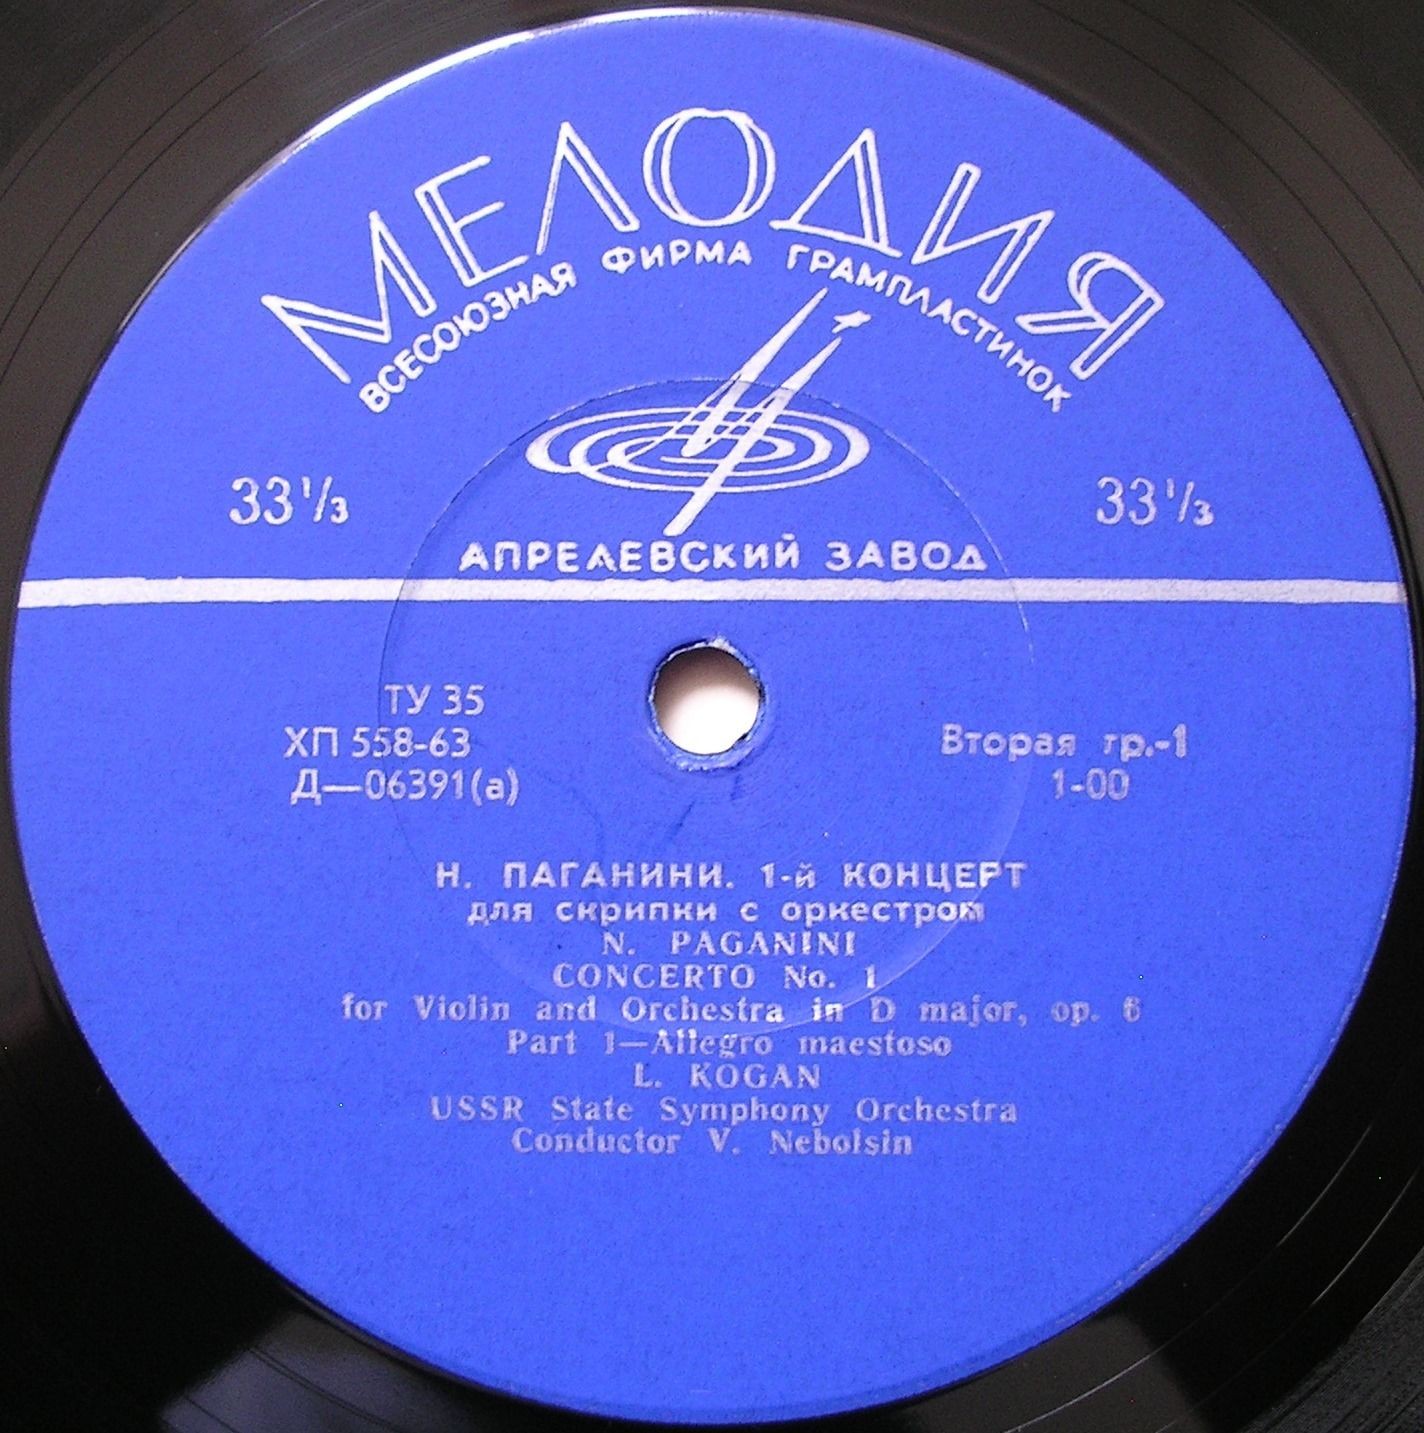 МЕЛОДИЯ
ВСЕСОЮЗНАЯ ФИРМА ГРАМПЛАСТИНОК
33⅓ 33⅓
АПРЕЛЕВСКИЙ ЗАВОД
ТУ 35
ХП 558-63
Д—06391(а)
Вторая гр.-1
1-00
Н. ПАГАНИНИ. 1-й КОНЦЕРТ
для скрипки с оркестром
N. PAGANINI
CONCERTO No. 1
for Violin and Orchestra in D major, op. 6
Part 1—Allegro maestoso
L. KOGAN
USSR State Symphony Orchestra
Conductor V. Nebolsin